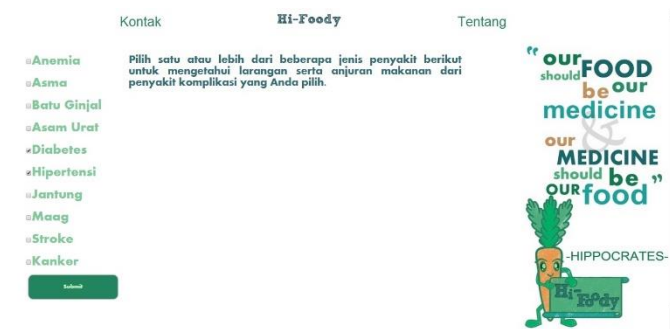 Kontak
Hi-Foody
Tentang
Anemia
Asma
Batu Ginjal
Asam Urat
Diabetes
Hipertensi
Jantung
Maag
Stroke
Kanker
Submit
Pilih satu atau lebih dari beberapa jenis penyakit berikut
untuk mengetahui larangan serta anjuran makanan dari
penyakit komplikasi yang Anda pilih.
“ our
should FOOD
be our
medicine
&
our
MEDICINE
should be ”
OUR food
-HIPPOCRATES-
Hi-Foody